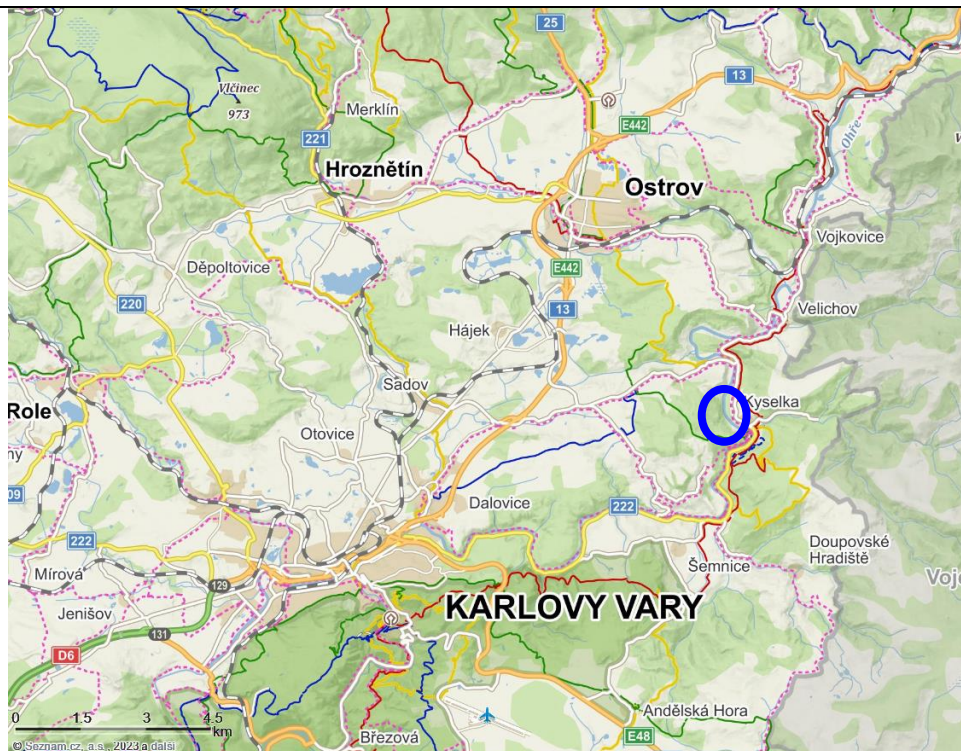 25
13
Vlčinec
973
Merklín
Ohře
E442
221
Hroznětín
Ostrov
Vojkovice
Děpoltovice
E442
Velichov
220
13
Hájek
Sadov
Kyselka
Role
Otovice
09
Dalovice
222
222
Doupovské
Hradiště
Šemnice
Mírová
129
Voj
KARLOVY VARY
Jenišov
131
D6
0 1.5 3 4.5
km
Andělská Hora
Březová
E48
© Seznam.cz, a.s., 2023 a další